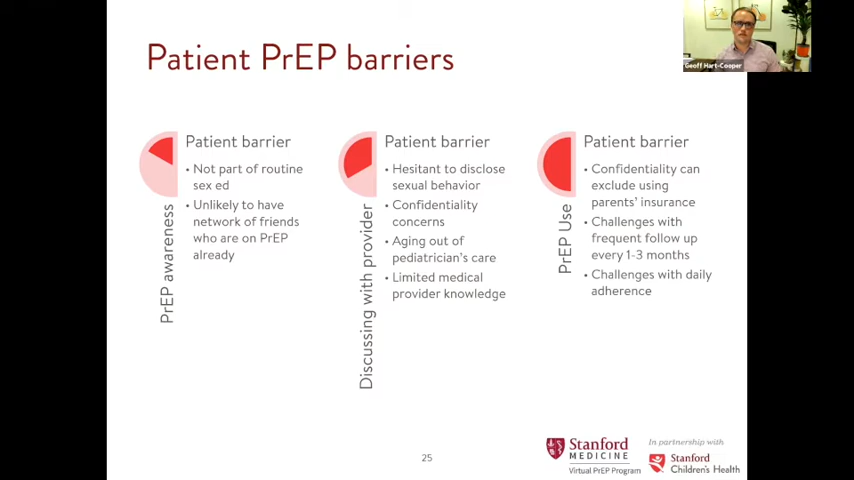 Patient PrEP barriers
Geoff Hart-Cooper
PrEP awareness
Patient barrier
• Not part of routine
sex ed
• Unlikely to have
network of friends
who are on PrEP
already
Discussing with provider
Patient barrier
• Hesitant to disclose
sexual behavior
• Confidentiality
concerns
• Aging out of
pediatrician's care
• Limited medical
provider knowledge
PrEP Use
Patient barrier
• Confidentiality can
exclude using
parents' insurance
• Challenges with
frequent follow up
every 1-3 months
• Challenges with daily
adherence
25
Stanford
MEDICINE
Virtual PrEP Program
In partnership with
Stanford
Children's Health